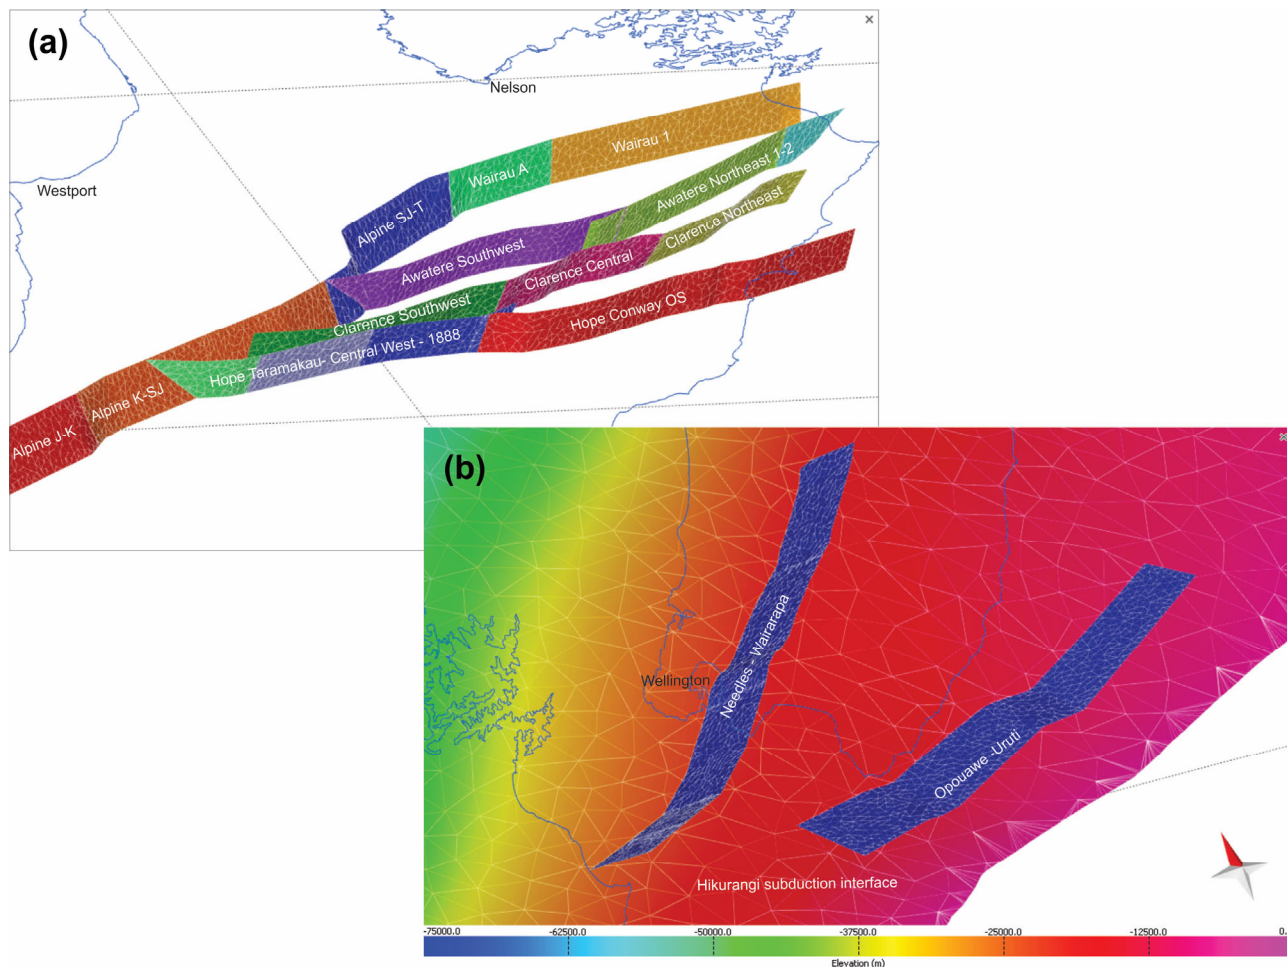 (a)
Nelson
Westport
Wairau 1
Wairau A
Awatere Northeast 1-2
Alpine SJ-T
Clarence Northeast
Awatere Southwest
Clarence Central
Clarence Southwest
Hope Conway OS
Hope Taramakau- Central West - 1888
Alpine K-SJ
Alpine J-K
(b)
Needles - Wairarapa
Wellington
Opouawe -Uruti
Hikurangi subduction interface
-75000.0 -62500.0 -50000.0 -37500.0 -25000.0 -12500.0 0.
Elevation (m)